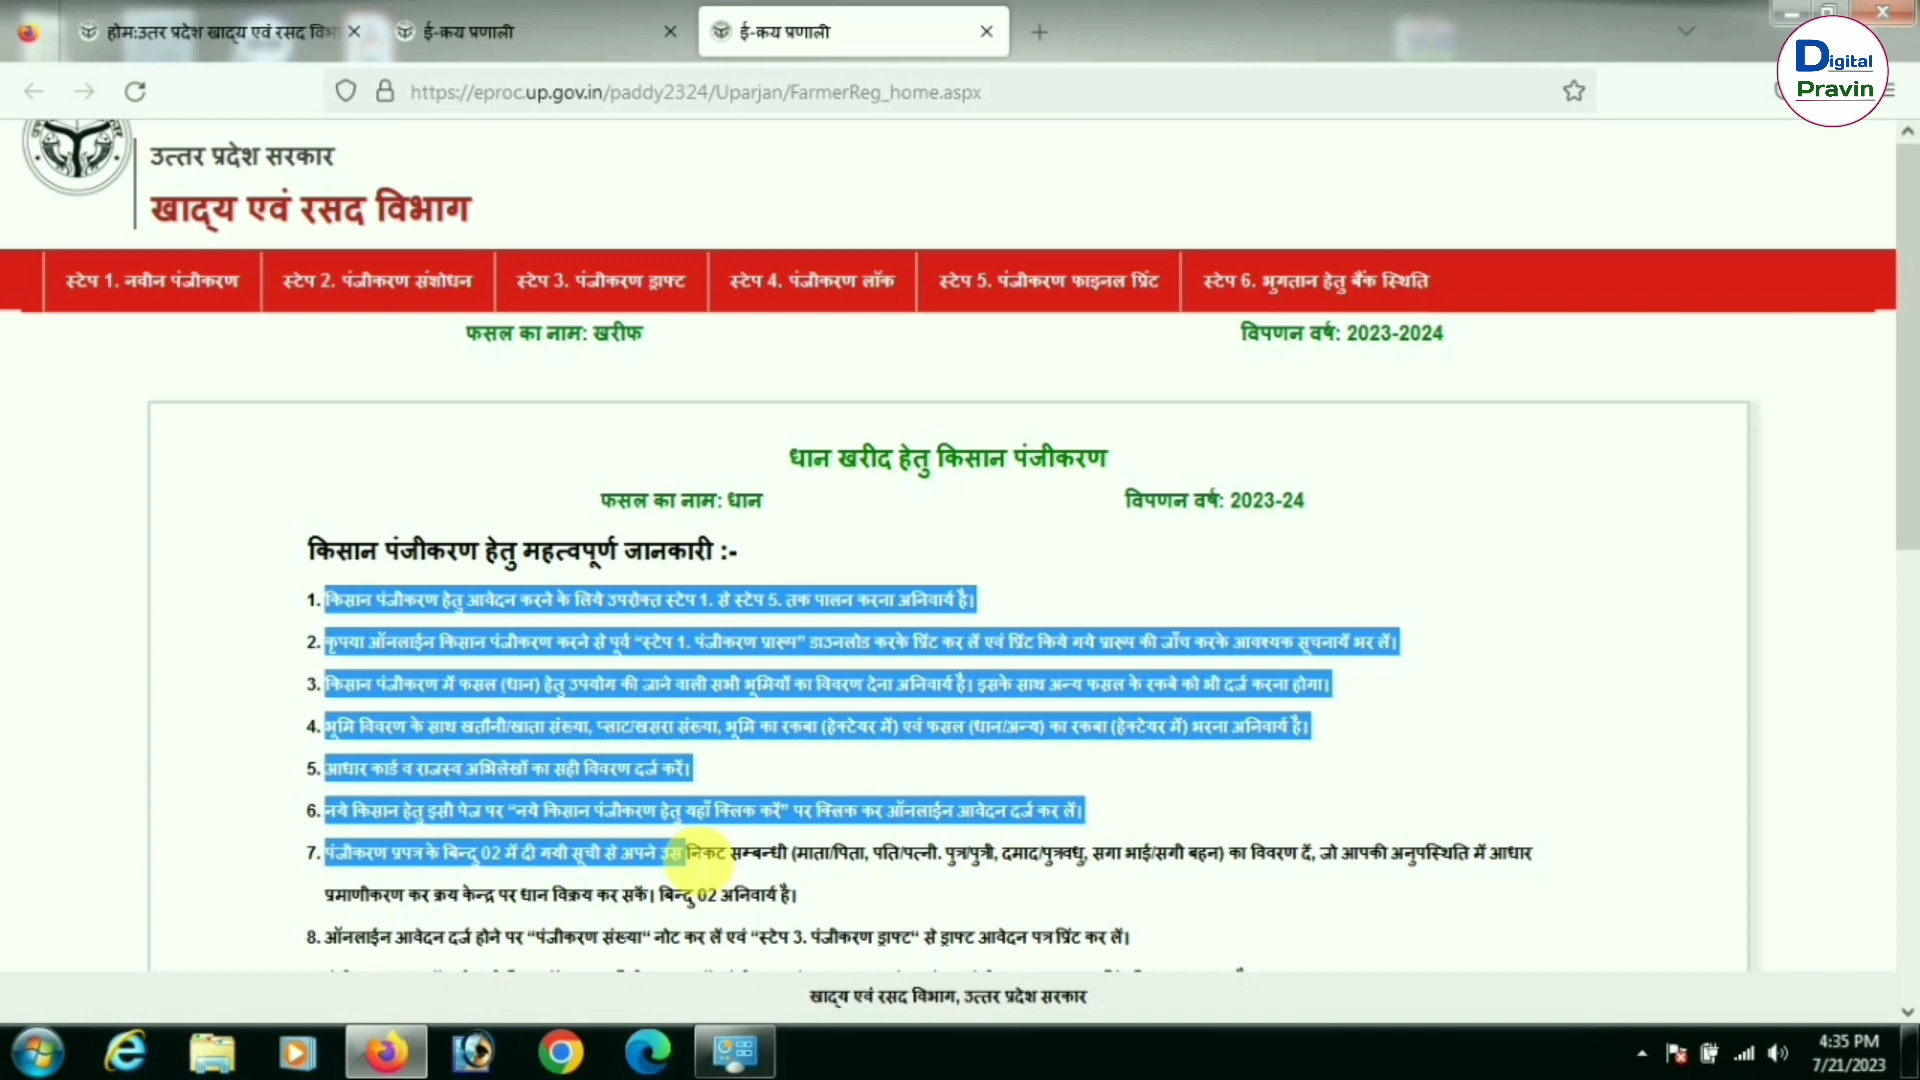 होम:उतर प्रदेश खाद्य एवं रसद विभा
ई-क्रय प्रणाली
ई-क्रय प्रणाली
Digital
Pravin
https://eproc.up.gov.in/paddy2324/Uparjan/FarmerReg_home.aspx
उत्तर प्रदेश सरकार
खाद्य एवं रसद विभाग
स्टेप 1. नवीन पंजीकरण
स्टेप 2. पंजीकरण संशोधन
स्टेप 3. पंजीकरण ड्राफ्ट
स्टेप 4. पंजीकरण लॉक
स्टेप 5. पंजीकरण फाइनल प्रिंट
स्टेप 6. भुगतान हेतु बैंक स्थिति
फसल का नाम: खरीफ
विपणन वर्ष: 2023-2024
धान खरीद हेतु किसान पंजीकरण
फसल का नाम: धान
विपणन वर्ष: 2023-24
किसान पंजीकरण हेतु महत्वपूर्ण जानकारी :-
1. किसान पंजीकरण हेतु आवेदन करने के लिये उपरोक्त स्टेप 1. से स्टेप 5. तक पालन करना अनिवार्य है।
2. कृपया ऑनलाईन किसान पंजीकरण करने से पूर्व “स्टेप 1. पंजीकरण प्रारूप” डाउनलोड करके प्रिंट कर लें एवं प्रिंट किये गये प्रारूप की जाँच करके आवश्यक सूचनायें भर लें।
3. किसान पंजीकरण में फसल (धान) हेतु उपयोग की जाने वाली सभी भूमियों का विवरण देना अनिवार्य है। इसके साथ अन्य फसल के रकबे को भी दर्ज करना होगा।
4. भूमि विवरण के साथ खतौनी/खाता संख्या, प्लाट/खसरा संख्या, भूमि का रकबा (हेक्टेयर में) एवं फसल (धान/अन्य) का रकबा (हेक्टेयर में) भरना अनिवार्य है।
5. आधार कार्ड व राजस्व अभिलेखों का सही विवरण दर्ज करें।
6. नये किसान हेतु इसी पेज पर “नये किसान पंजीकरण हेतु यहाँ क्लिक करें” पर क्लिक कर ऑनलाईन आवेदन दर्ज कर लें।
7. पंजीकरण प्रपत्र के बिन्दु 02 में दी गयी सूची से अपने उस निकट सम्बन्धी (माता/पिता, पति/पत्नी. पुत्र/पुत्री, दमाद/पुत्रवधु, सगा भाई/सगी बहन) का विवरण दें, जो आपकी अनुपस्थिति में आधार
प्रमाणीकरण कर क्रय केन्द्र पर धान विक्रय कर सकें। बिन्दु 02 अनिवार्य है।
8. ऑनलाईन आवेदन दर्ज होने पर “पंजीकरण संख्या“ नोट कर लें एवं “स्टेप 3. पंजीकरण ड्राफ्ट“ से ड्राफ्ट आवेदन पत्र प्रिंट कर लें।
खाद्य एवं रसद विभाग, उत्तर प्रदेश सरकार
4:35 PM
7/21/2023